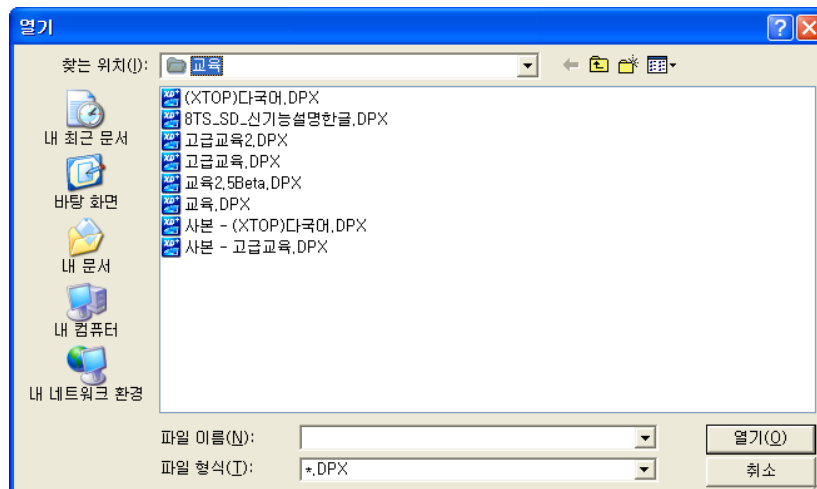 열기
찾는 위치(I):
교육
(XTOP)다국어.DPX
8TS_SD_신기능설명한글.DPX
고급교육2.DPX
고급교육.DPX
교육2.5Beta.DPX
교육.DPX
사본 - (XTOP)다국어.DPX
사본 - 고급교육.DPX
내 최근 문서
바탕 화면
내 문서
내 컴퓨터
내 네트워크 환경
파일 이름(N):
열기(O)
파일 형식(T):
*.DPX
취소